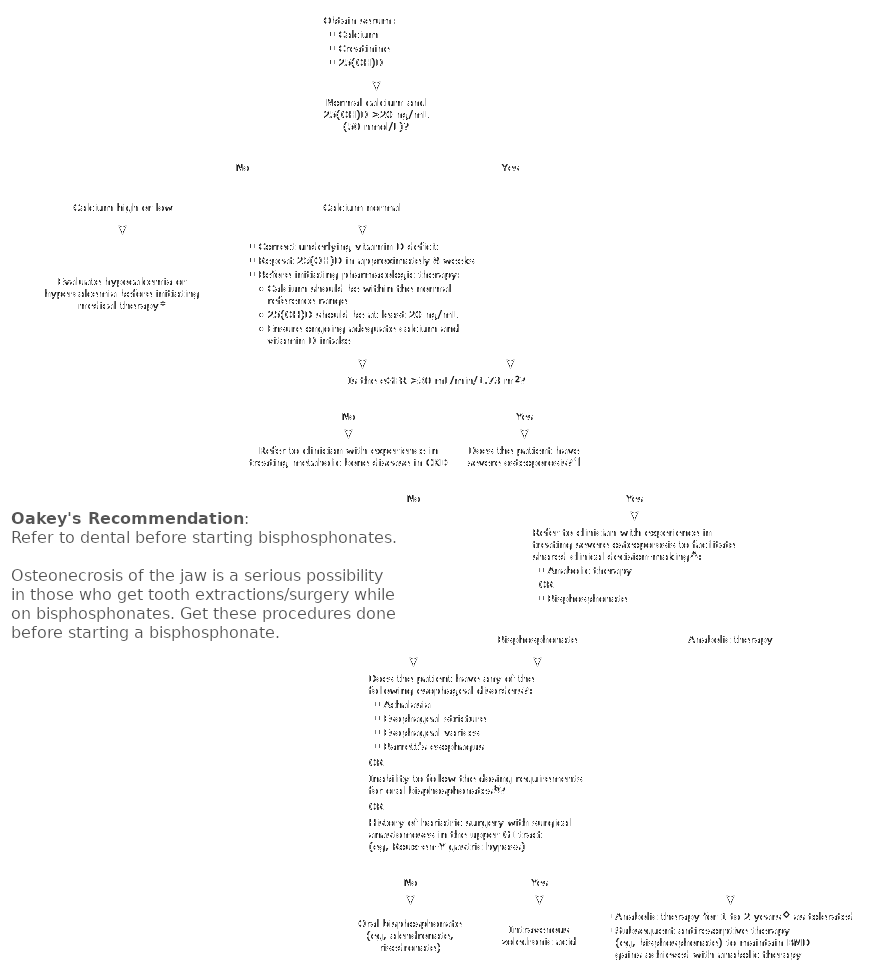 Obtain serum:
Calcium
Creatinine
25(OH)D
Normal calcium and
25(OH)D ≥20 ng/mL
(50 nmol/L)?
No
Yes
Calcium high or low
Calcium normal
Evaluate hypercalcemia or
hypocalcemia before initiating
medical therapy*
Correct underlying vitamin D deficit
Repeat 25(OH)D in approximately 8 weeks
Before initiating pharmacologic therapy:
Calcium should be within the normal
reference range
25(OH)D should be at least 20 ng/mL
Ensure ongoing adequate calcium and
vitamin D intake
Is the eGFR ≥30 mL/min/1.73 m2?
No
Yes
Refer to clinician with experience in
treating metabolic bone disease in CKD
Does the patient have
severe osteoporosis?
No
Yes
Oakey's Recommendation:
Refer to dental before starting bisphosphonates.
Osteonecrosis of the jaw is a serious possibility
in those who get tooth extractions/surgery while
on bisphosphonates. Get these procedures done
before starting a bisphosphonate.
Refer to clinician with experience in
treating severe osteoporosis to facilitate
shared clinical decision-making:
Anabolic therapy
OR
Bisphosphonate
Bisphosphonate
Anabolic therapy
Does the patient have any of the
following esophageal disorders?:
Achalasia
Esophageal stricture
Esophageal varices
Barrett's esophagus
OR
Inability to follow the dosing requirements
for oral bisphosphonates?
OR
History of bariatric surgery with surgical
anastomoses in the upper GI tract
(eg, Roux-en-Y gastric bypass)
No
Yes
Oral bisphosphonate
(eg, alendronate,
risedronate)
Intravenous
zoledronic acid
Anabolic therapy for 1 to 2 years◊ as tolerated
Subsequent antiresorptive therapy
(eg, bisphosphonate) to maintain BMD
gains achieved with anabolic therapy